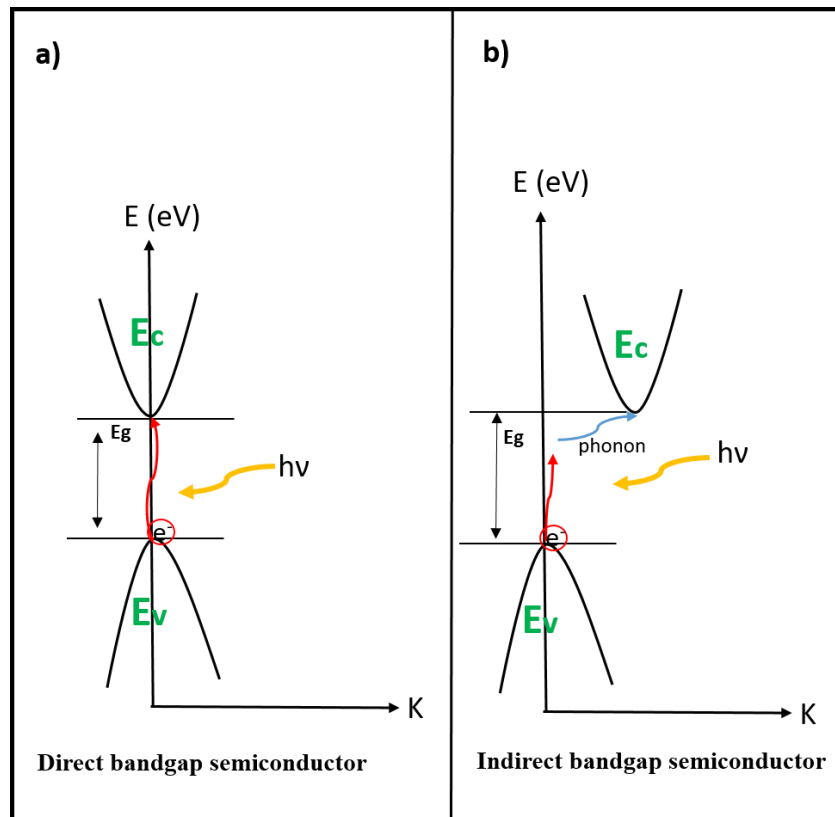 a)
E (eV)
Ec
Eg
hν
e-
Ev
K
Direct bandgap semiconductor
b)
E (eV)
Ec
Eg
phonon
hν
e-
Ev
K
Indirect bandgap semiconductor